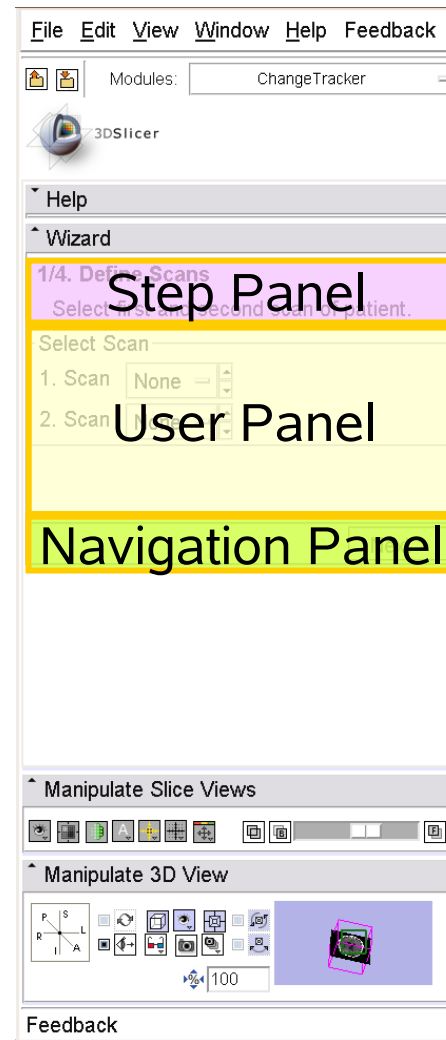 File Edit View Window Help Feedback
Modules: ChangeTracker
3DSlicer
Help
Wizard
1/4. Define Scans
Step Panel
Select first and second scan of patient.
Select Scan
1. Scan None
2. Scan None
User Panel
Navigation Panel
Manipulate Slice Views
A
B
F
Manipulate 3D View
P S
R L
I A
% 100
Feedback